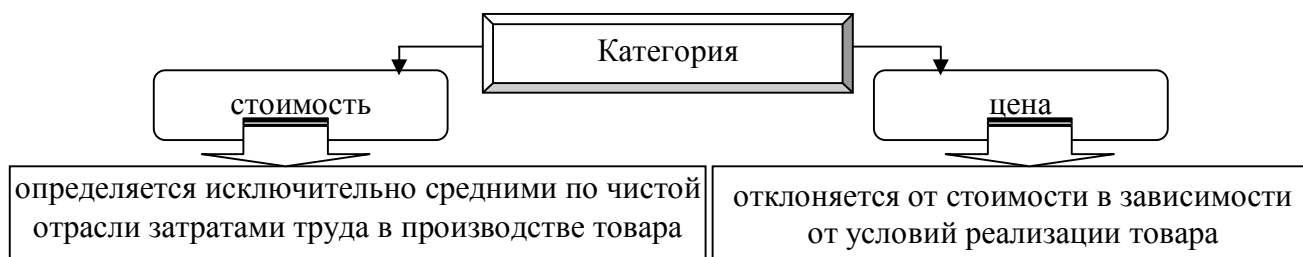 Категория
стоимость
цена
определяется исключительно средними по чистой
отрасли затратами труда в производстве товара
отклоняется от стоимости в зависимости
от условий реализации товара